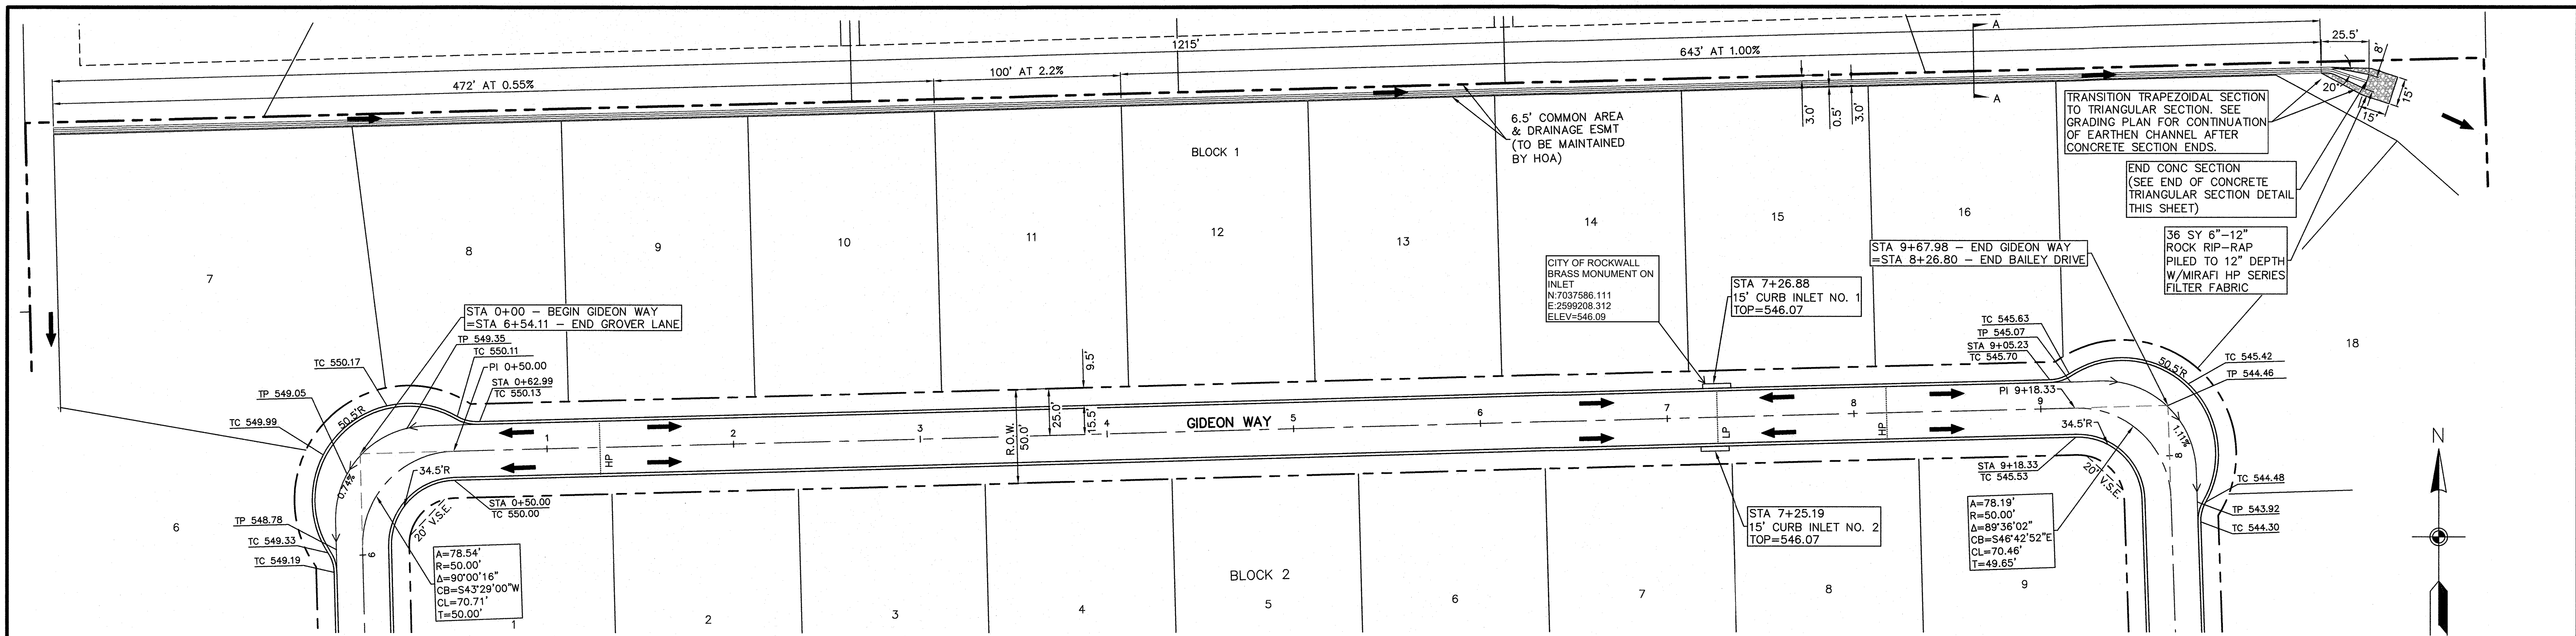 1215'
472' AT 0.55%
100' AT 2.2%
643' AT 1.00%
25.5'
8'
A
A
20'
15'
15'
3.0'
0.5'
3.0'
6.5' COMMON AREA
& DRAINAGE ESMT
(TO BE MAINTAINED
BY HOA)
TRANSITION TRAPEZOIDAL SECTION
TO TRIANGULAR SECTION. SEE
GRADING PLAN FOR CONTINUATION
OF EARTHEN CHANNEL AFTER
CONCRETE SECTION ENDS.
END CONC SECTION
(SEE END OF CONCRETE
TRIANGULAR SECTION DETAIL
THIS SHEET)
36 SY 6"-12"
ROCK RIP-RAP
PILED TO 12" DEPTH
W/MIRAFI HP SERIES
FILTER FABRIC
BLOCK 1
7
8
9
10
11
12
13
14
15
16
18
STA 0+00 - BEGIN GIDEON WAY
=STA 6+54.11 - END GROVER LANE
CITY OF ROCKWALL
BRASS MONUMENT ON
INLET
N:7037586.111
E:2599208.312
ELEV=546.09
STA 7+26.88
15' CURB INLET NO. 1
TOP=546.07
STA 9+67.98 - END GIDEON WAY
=STA 8+26.80 - END BAILEY DRIVE
TP 549.35
TC 550.11
PI 0+50.00
STA 0+62.99
TC 550.13
TC 550.17
TP 549.05
TC 549.99
50.5'R
0.74%
34.5'R
STA 0+50.00
TC 550.00
20' V.S.E.
TP 548.78
TC 549.33
TC 549.19
6
6
A=78.54'
R=50.00'
Δ=90°00'16"
CB=S43°29'00"W
CL=70.71'
T=50.00'
HP
1
2
3
4
5
6
7
8
9
R.O.W.
50.0'
25.0'
15.5'
9.5'
GIDEON WAY
LP
HP
STA 7+25.19
15' CURB INLET NO. 2
TOP=546.07
TC 545.63
TP 545.07
STA 9+05.23
TC 545.70
PI 9+18.33
50.5'R
TC 545.42
TP 544.46
1.11%
8
34.5'R
STA 9+18.33
TC 545.53
20' V.S.E.
TC 544.48
TP 543.92
TC 544.30
A=78.19'
R=50.00'
Δ=89°36'02"
CB=S46°42'52"E
CL=70.46'
T=49.65'
N
BLOCK 2
1
2
3
4
5
6
7
8
9